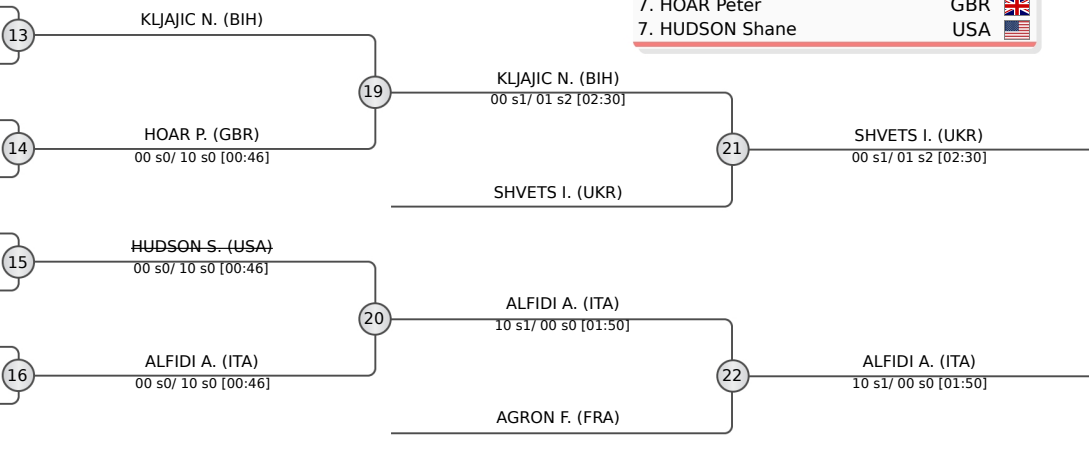 7. HOAR Peter GBR
7. HUDSON Shane USA
KLJAJIC N. (BIH)
13
19
KLJAJIC N. (BIH)
00 s1/ 01 s2 [02:30]
14
HOAR P. (GBR)
00 s0/ 10 s0 [00:46]
21
SHVETS I. (UKR)
00 s1/ 01 s2 [02:30]
SHVETS I. (UKR)
15
HUDSON S. (USA)
00 s0/ 10 s0 [00:46]
20
ALFIDI A. (ITA)
10 s1/ 00 s0 [01:50]
16
ALFIDI A. (ITA)
00 s0/ 10 s0 [00:46]
22
ALFIDI A. (ITA)
10 s1/ 00 s0 [01:50]
AGRON F. (FRA)